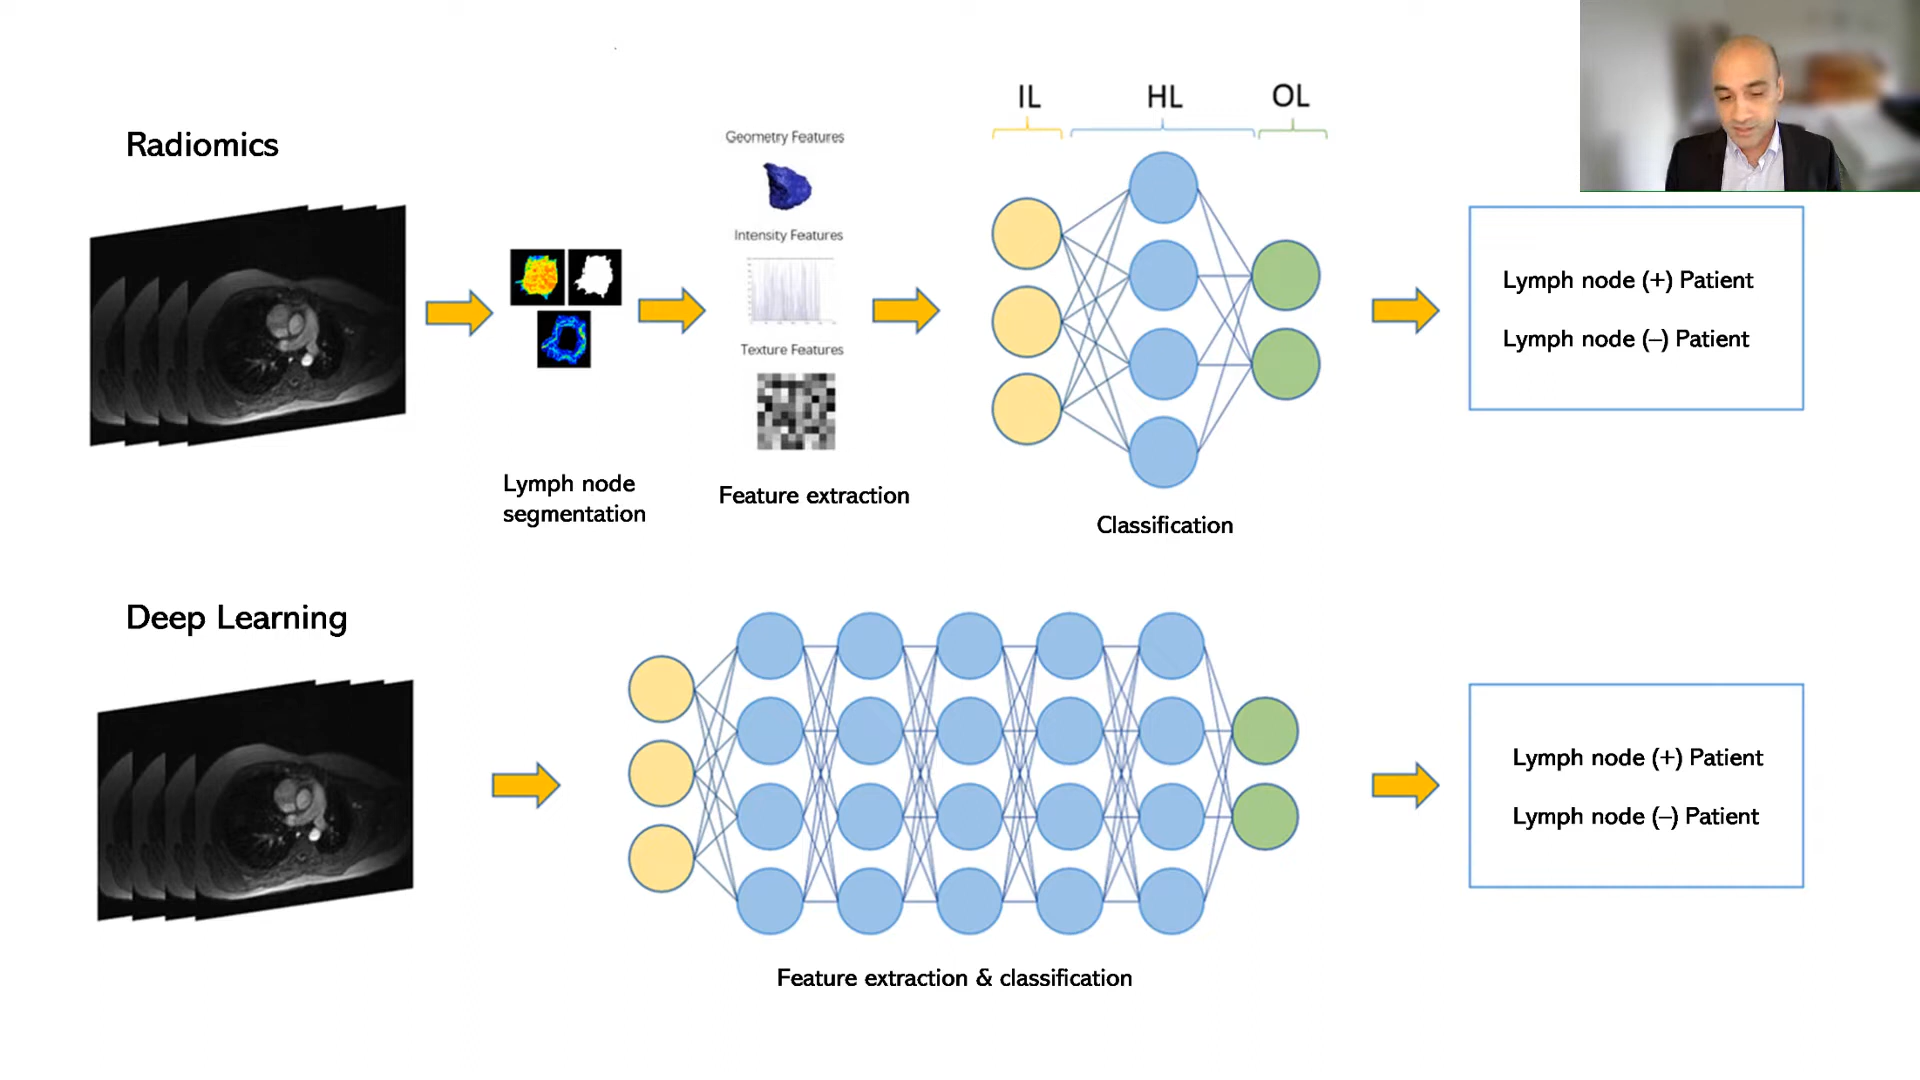 IL
HL
OL
Radiomics
Geometry Features
Intensity Features
Texture Features
Lymph node
segmentation
Feature extraction
Classification
Lymph node (+) Patient
Lymph node (–) Patient
Deep Learning
Feature extraction & classification
Lymph node (+) Patient
Lymph node (–) Patient